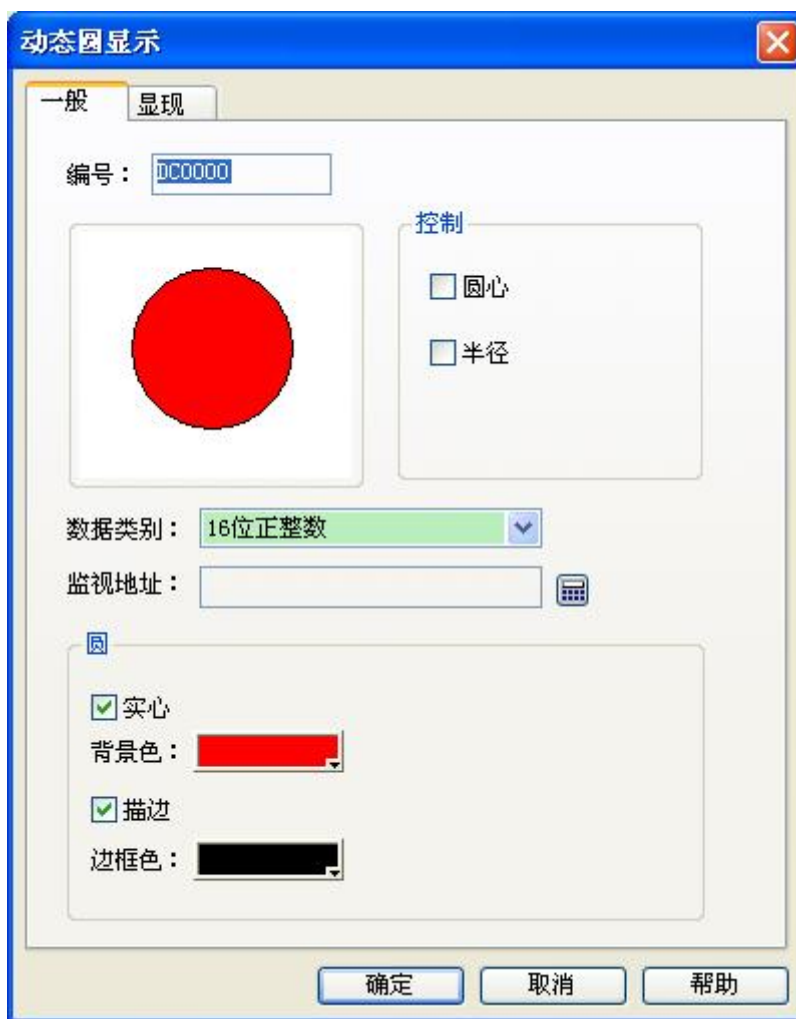 动态圆显示
一般 显现
编号： DC0000
控制
圆心
半径
数据类别： 16位正整数
监视地址：
圆
实心
背景色：
描边
边框色：
确定 取消 帮助